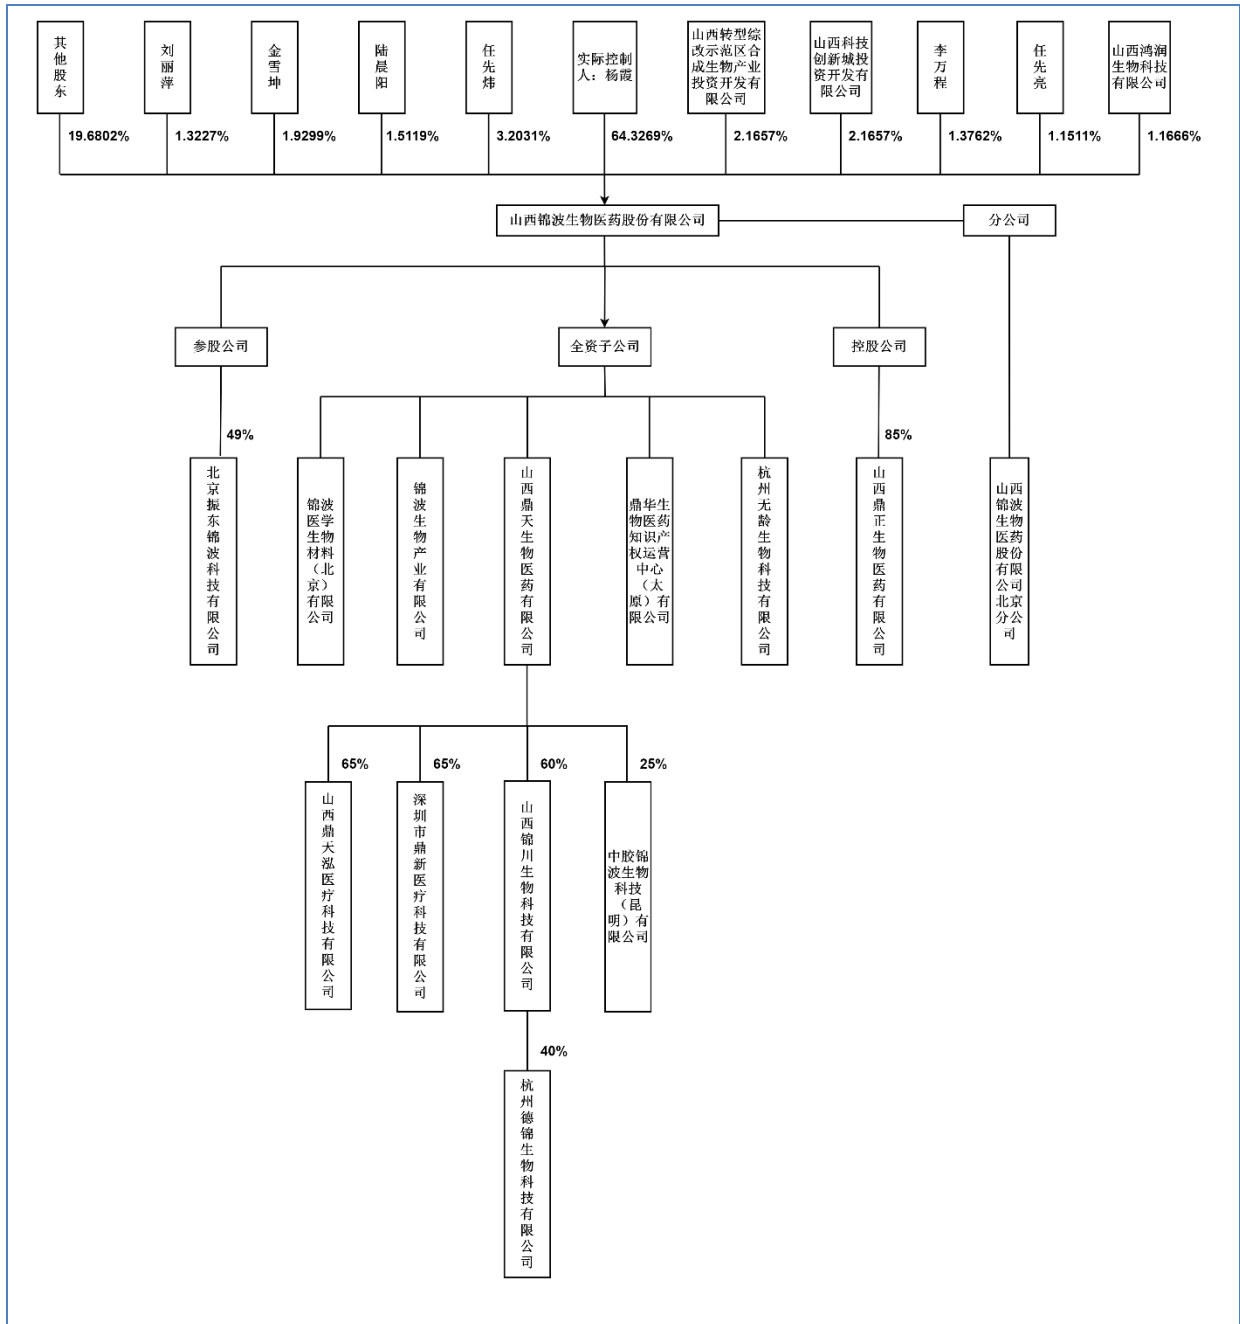 其他股东
刘丽萍
金雪坤
陆晨阳
任先炜
实际控制
人：杨霞
山西转型综
改示范区合
成生物产业
投资开发有
限公司
山西科技
创新城投
资开发有
限公司
李万程
任先亮
山西鸿润
生物科技
有限公司
19.6802%
1.3227%
1.9299%
1.5119%
3.2031%
64.3269%
2.1657%
2.1657%
1.3762%
1.1511%
1.1666%
山西锦波生物医药股份有限公司
分公司
参股公司
全资子公司
控股公司
49%
85%
北京振东锦波科技有限公司
锦波
医学
生物
材料
（北
京）
有限
公司
锦波生物产业有限公司
山西鼎天生物医药有限公司
鼎华生
物医药
知识产
权运营
中心
（太
原）有
限公司
杭州无龄生物科技有限公司
山西鼎正生物医药有限公司
山西
锦波
生物
医药
股份
有限
公司
北京
分公
司
65%
65%
60%
25%
山西鼎天泓医疗科技有限公司
深圳市鼎新医疗科技有限公司
山西锦川生物科技有限公司
中胶锦
波生物
科技
（昆
明）有
限公司
40%
杭州德锦生物科技有限公司